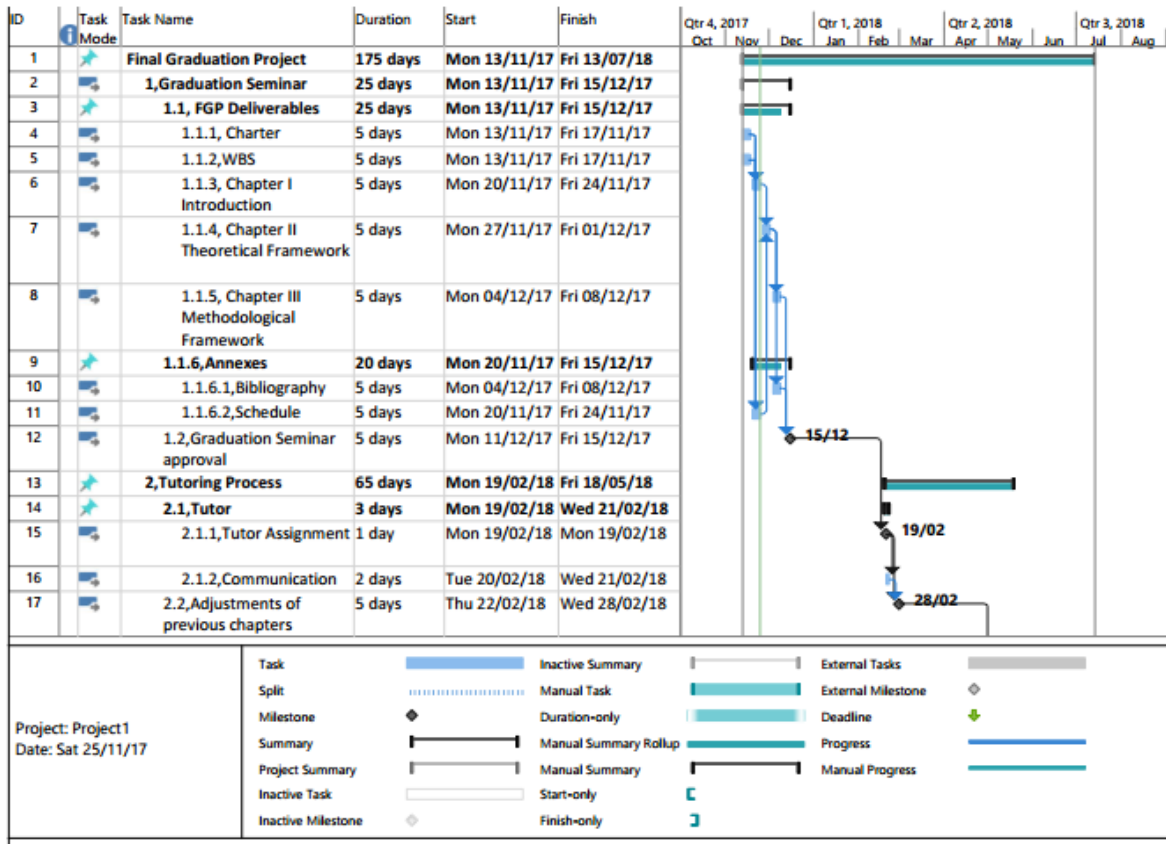 ID Task Mode Task Name Duration Start Finish
Qtr 4, 2017 Qtr 1, 2018 Qtr 2, 2018 Qtr 3, 2018
Oct Nov Dec Jan Feb Mar Apr May Jun Jul Aug
1 Final Graduation Project 175 days Mon 13/11/17 Fri 13/07/18
2 1,Graduation Seminar 25 days Mon 13/11/17 Fri 15/12/17
3 1.1, FGP Deliverables 25 days Mon 13/11/17 Fri 15/12/17
4 1.1.1, Charter 5 days Mon 13/11/17 Fri 17/11/17
5 1.1.2,WBS 5 days Mon 13/11/17 Fri 17/11/17
6 1.1.3, Chapter I 5 days Mon 20/11/17 Fri 24/11/17
Introduction
7 1.1.4, Chapter II 5 days Mon 27/11/17 Fri 01/12/17
Theoretical Framework
8 1.1.5, Chapter III 5 days Mon 04/12/17 Fri 08/12/17
Methodological
Framework
9 1.1.6,Annexes 20 days Mon 20/11/17 Fri 15/12/17
10 1.1.6.1,Bibliography 5 days Mon 04/12/17 Fri 08/12/17
11 1.1.6.2,Schedule 5 days Mon 20/11/17 Fri 24/11/17
12 1.2,Graduation Seminar 5 days Mon 11/12/17 Fri 15/12/17 15/12
approval
13 2,Tutoring Process 65 days Mon 19/02/18 Fri 18/05/18
14 2.1,Tutor 3 days Mon 19/02/18 Wed 21/02/18
15 2.1.1,Tutor Assignment 1 day Mon 19/02/18 Mon 19/02/18 19/02
16 2.1.2,Communication 2 days Tue 20/02/18 Wed 21/02/18
17 2.2,Adjustments of 5 days Thu 22/02/18 Wed 28/02/18 28/02
previous chapters
Project: Project1
Date: Sat 25/11/17
Task Inactive Summary External Tasks
Split Manual Task External Milestone
Milestone Duration-only Deadline
Summary Manual Summary Rollup Progress
Project Summary Manual Summary Manual Progress
Inactive Task Start-only
Inactive Milestone Finish-only